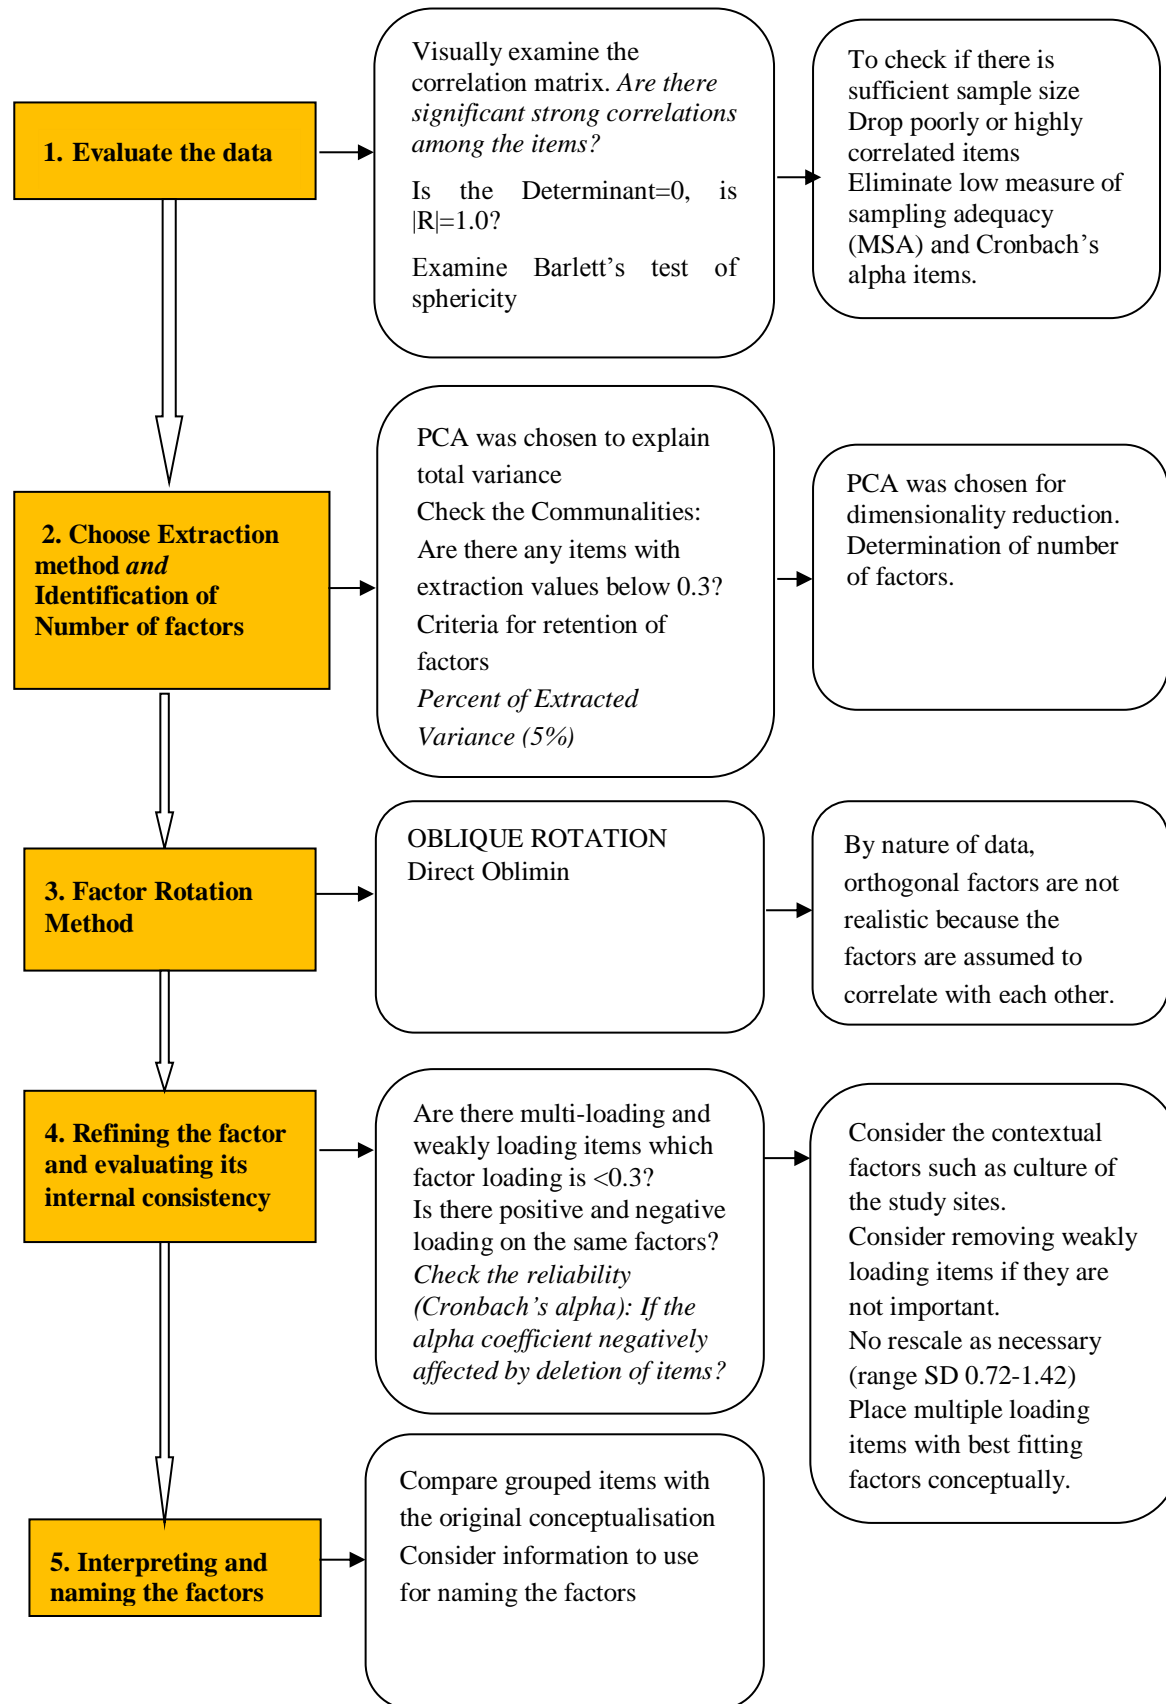 1. Evaluate the data
Visually examine the
correlation matrix. Are there
significant strong correlations
among the items?
Is the Determinant=0, is
|R|=1.0?
Examine Barlett’s test of
sphericity
To check if there is
sufficient sample size
Drop poorly or highly
correlated items
Eliminate low measure of
sampling adequacy
(MSA) and Cronbach’s
alpha items.
2. Choose Extraction
method and
Identification of
Number of factors
PCA was chosen to explain
total variance
Check the Communalities:
Are there any items with
extraction values below 0.3?
Criteria for retention of
factors
Percent of Extracted
Variance (5%)
PCA was chosen for
dimensionality reduction.
Determination of number
of factors.
3. Factor Rotation
Method
OBLIQUE ROTATION
Direct Oblimin
By nature of data,
orthogonal factors are not
realistic because the
factors are assumed to
correlate with each other.
4. Refining the factor
and evaluating its
internal consistency
Are there multi-loading and
weakly loading items which
factor loading is <0.3?
Is there positive and negative
loading on the same factors?
Check the reliability
(Cronbach’s alpha): If the
alpha coefficient negatively
affected by deletion of items?
Consider the contextual
factors such as culture of
the study sites.
Consider removing weakly
loading items if they are
not important.
No rescale as necessary
(range SD 0.72-1.42)
Place multiple loading
items with best fitting
factors conceptually.
5. Interpreting and
naming the factors
Compare grouped items with
the original conceptualisation
Consider information to use
for naming the factors